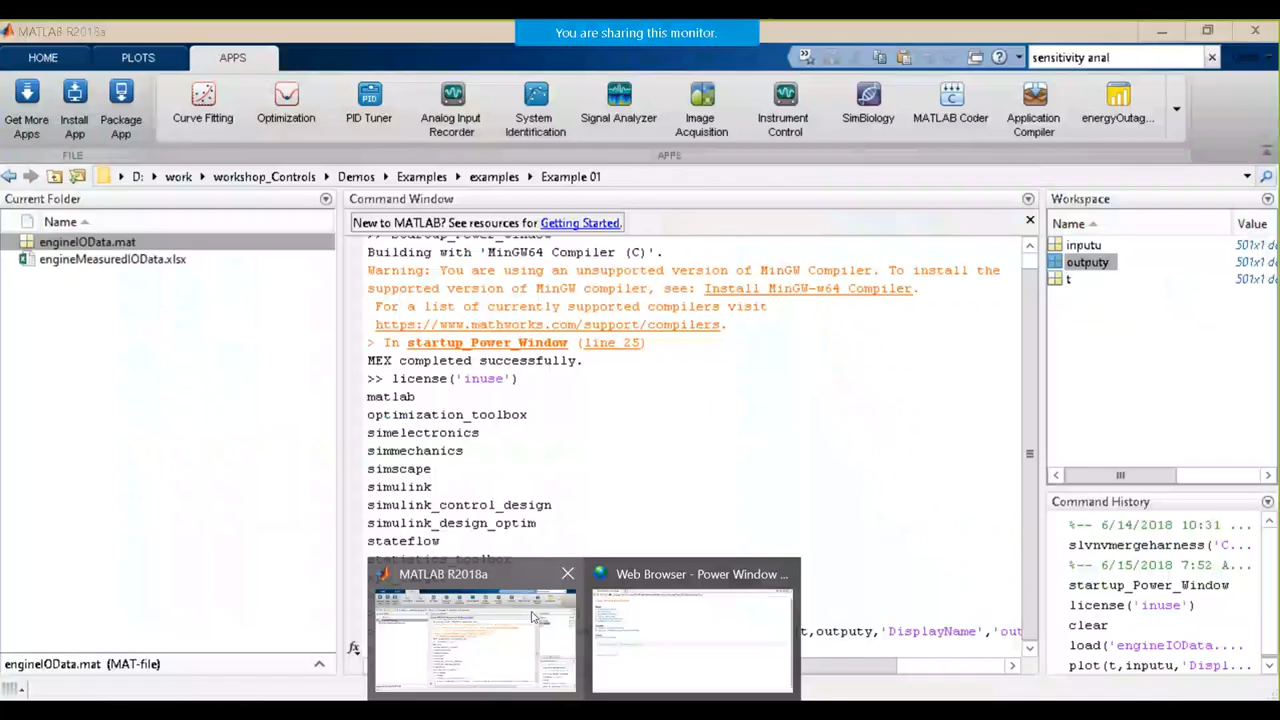 MATLAB R2018a
You are sharing this monitor.
HOME
PLOTS
APPS
sensitivity anal
Get More Apps
Install App
Package App
Curve Fitting
Optimization
PID
PID Tuner
Analog Input Recorder
System Identification
Signal Analyzer
Image Acquisition
Instrument Control
SimBiology
MATLAB Coder
Application Compiler
energyOutag...
FILE
APPS
D: work workshop_Controls Demos Examples examples Example 01
Current Folder
Name
engineIOData.mat
engineMeasuredIOData.xlsx
Command Window
New to MATLAB? See resources for Getting Started.
Building with 'MinGW64 Compiler (C)'.
Warning: You are using an unsupported version of MinGW Compiler. To install the
supported version of MinGW compiler, see: Install MinGW-w64 Compiler.
For a list of currently supported compilers visit
https://www.mathworks.com/support/compilers.
> In startup_Power_Window (line 25)
MEX completed successfully.
>> license('inuse')
matlab
optimization_toolbox
simelectronics
simmechanics
simscape
simulink
simulink_control_design
simulink_design_optim
stateflow
statistics_toolbox
t,outputy,'DisplayName','out
fx
MATLAB R2018a
Web Browser - Power Window ...
engineIOData.mat (MAT-file)
Workspace
Name Value
inputu 501x1 d
outputy 501x1 d
t 501x1 d
Command History
%-- 6/14/2018 10:31 ...
slvnvmergeharness('C...
%-- 6/15/2018 7:52 A...
startup_Power_Window
license('inuse')
clear
load('engineIOData...
plot(t,inputu,'Displ...